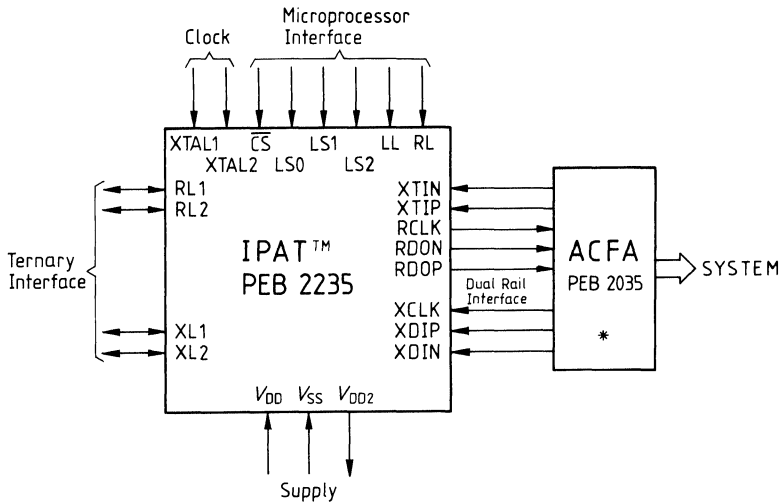 Clock
Microprocessor
Interface
XTAL1 CS LS1 LL RL
XTAL2 LS0 LS2
RL1
RL2
Ternary
Interface
XL1
XL2
IPAT™
PEB 2235
XTIN
XTIP
RCLK
RDON
RDOP
XCLK
XDIP
XDIN
Dual Rail
Interface
ACFA
PEB 2035
*
SYSTEM
VDD VSS VDD2
Supply